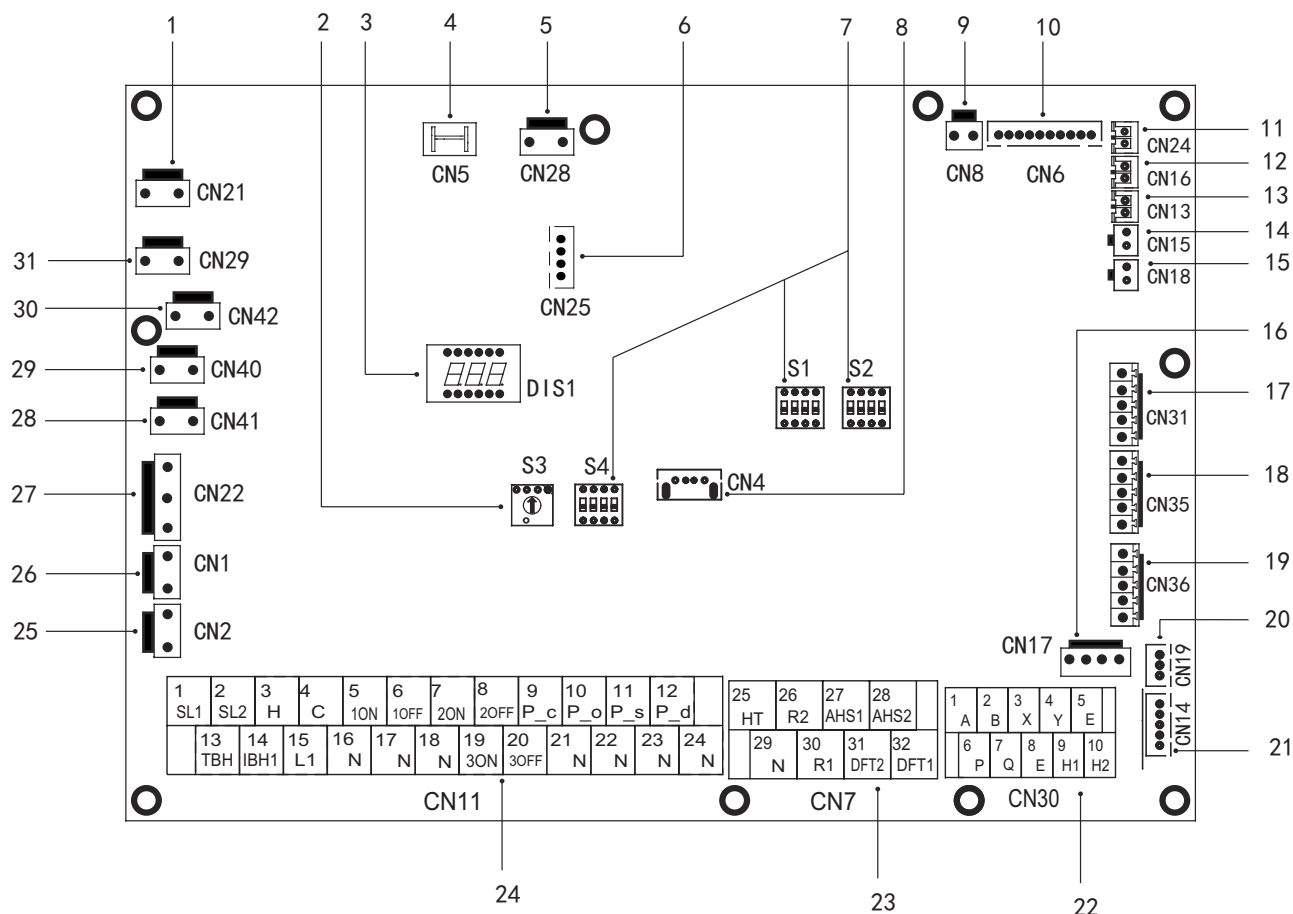 1 2 3 4 5 6 7 8 9 10
11
CN5 CN28 CN8 CN6 CN24
12
CN21 CN16
13
CN13
14
CN15
31 CN29 CN25 CN18 15
30 CN42 16
29 CN40 DIS1 S1 S2
17
28 CN41 CN31
S3 S4 CN4 18
27 CN22 CN35
26 CN1 19
CN36
25 CN2 20
CN17 CN19
1 2 3 4 5 6 7 8 9 10 11 12
SL1 SL2 H C 1ON 1OFF 2ON 2OFF P_c P_o P_s P_d
13 14 15 16 17 18 19 20 21 22 23 24
TBH IBH1 L1 N N N 3ON 3OFF N N N N
25 26 27 28
HT R2 AHS1 AHS2
29 30 31 32
N R1 DFT2 DFT1
1 2 3 4 5
A B X Y E
6 7 8 9 10
P Q E H1 H2
CN14
21
CN11 CN7 CN30
24 23 22